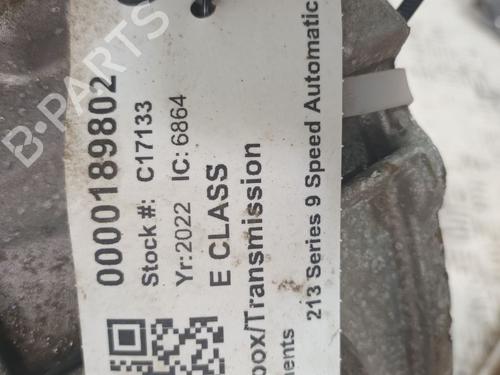 0000189802
Stock #: C17133
Yr:2022 IC: 6864
E CLASS
box/Transmission
ments
213 Series 9 Speed Automatic
B-PARTS